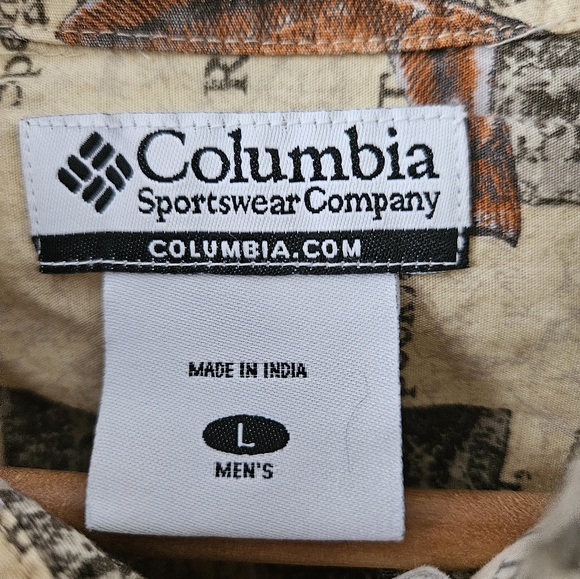 Columbia
Sportswear Company
COLUMBIA.COM
MADE IN INDIA
L
MEN'S